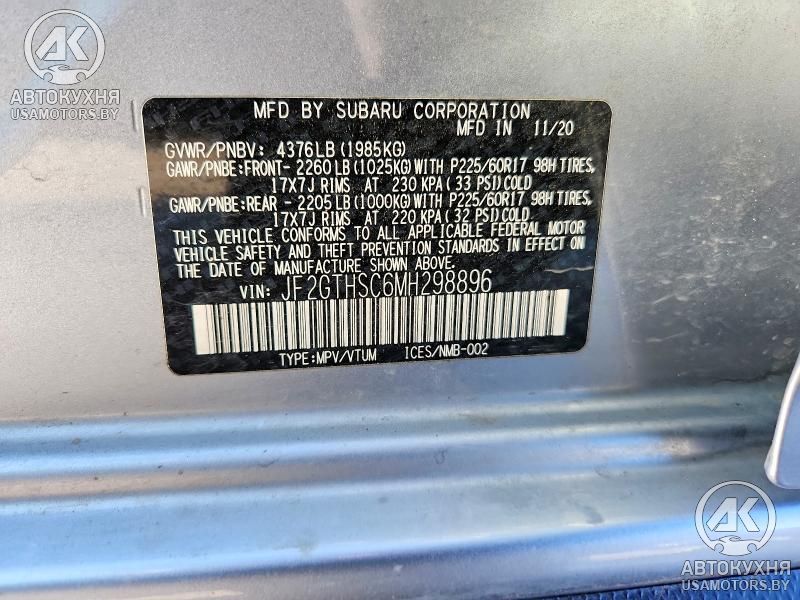 АВТОКУХНЯ
USAMOTORS.BY
MFD BY SUBARU CORPORATION
MFD IN 11/20
GVWR/PNBV: 4376LB(1985KG)
GAWR/PNBE:FRONT- 2260LB(1025KG)WITH P225/60R17 98H TIRES,
17X7J RIMS AT 230 KPA(33 PSI)COLD
GAWR/PNBE:REAR - 2205LB(1000KG)WITH P225/60R17 98H TIRES,
17X7J RIMS AT 220 KPA(32 PSI)COLD
THIS VEHICLE CONFORMS TO ALL APPLICABLE FEDERAL MOTOR
VEHICLE SAFETY AND THEFT PREVENTION STANDARDS IN EFFECT ON
THE DATE OF MANUFACTURE SHOWN ABOVE.
VIN: JF2GTHSC6MH298896
TYPE:MPV/VTUM ICES/NMB-002
АВТОКУХНЯ
USAMOTORS.BY